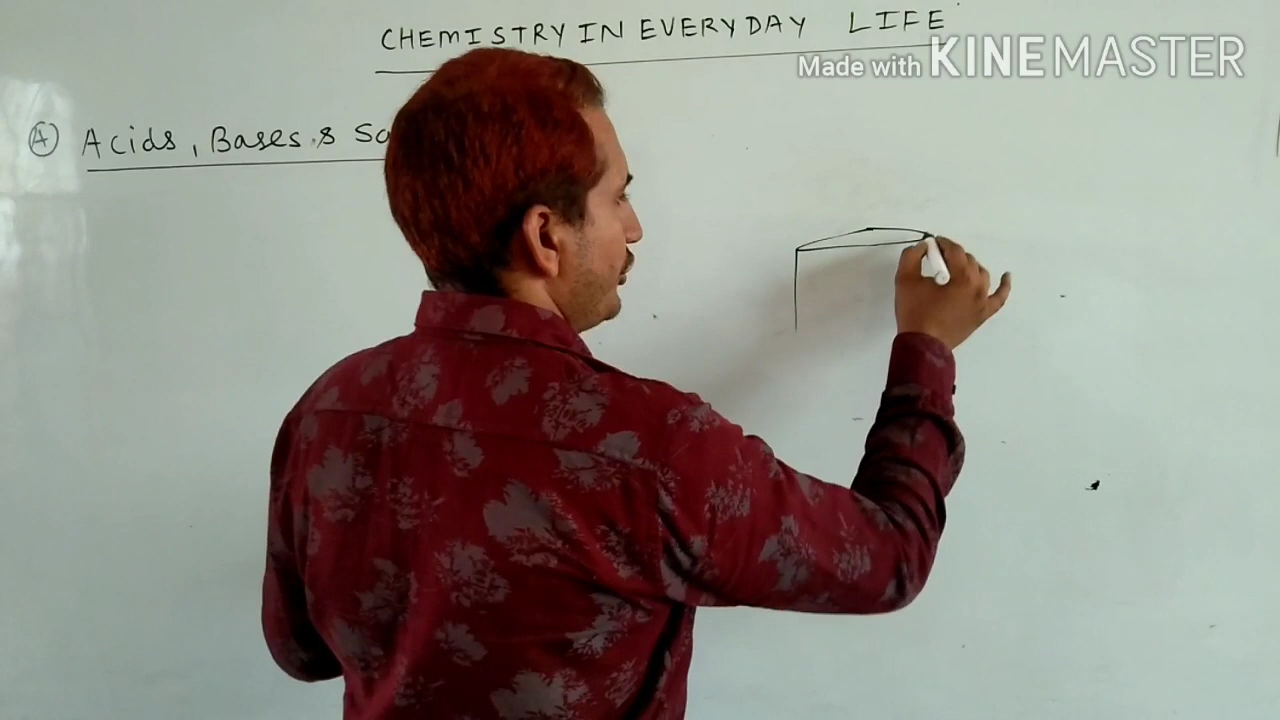 CHEMISTRY IN EVERYDAY LIFE
Made with KINEMASTER
(A) Acids, Bases &